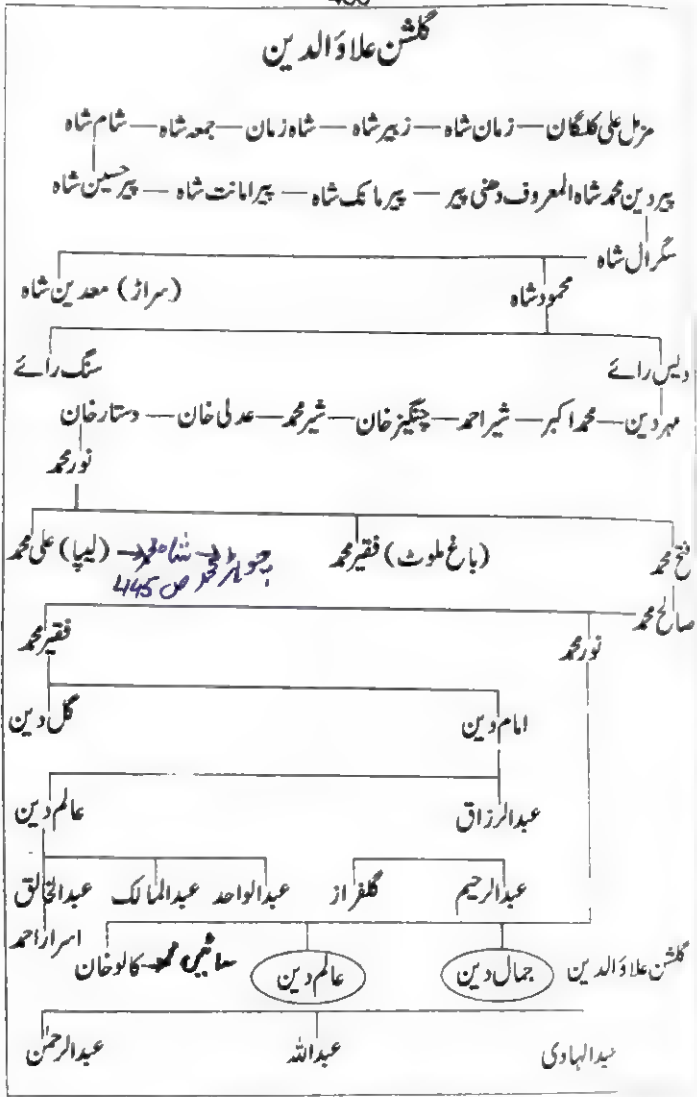 گلشن علاؤالدین
مزمل علی کلگان — زمان شاہ — زبیر شاہ — شاہ زمان — جمعہ شاہ — شام شاہ
پیر دین محمد شاہ المعروف دھنی پیر — پیر مانک شاہ — پیر امانت شاہ — پیر حسین شاہ
سگرال شاہ
محمود شاہ (سراڑ) معدین شاہ
دیس رائے سنگ رائے
مہر دین — محمد اکبر — شیر احمد — چنگیز خان — شیر محمد — عدلی خان — دستار خان
نور محمد
فتح محمد (باغ ملوٹ) فقیر محمد (لیپا) علی محمد
ص 445
صالح محمد نور محمد فقیر محمد
امام دین گل دین
عبدالرزاق عالم دین
عبدالرحیم گلفراز عبدالواحد عبدالمالک عبدالخالق
اسرار احمد
گلشن علاؤالدین جمال دین عالم دین کالو خان
عبدالہادی عبداللہ عبدالرحمٰن